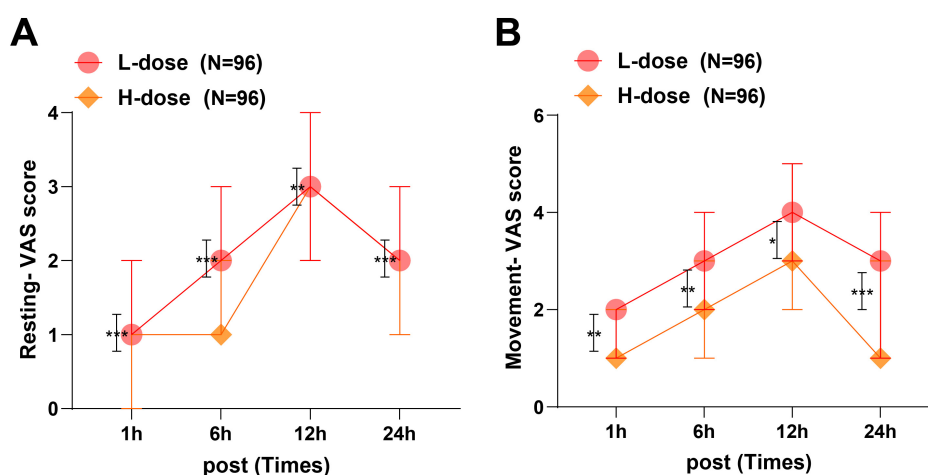 A
L-dose (N=96)
H-dose (N=96)
Resting- VAS score
4
3
2
1
0
***
***
**
***
1h 6h 12h 24h
post (Times)
B
L-dose (N=96)
H-dose (N=96)
Movement- VAS score
6
4
2
0
**
**
*
***
1h 6h 12h 24h
post (Times)